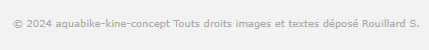 © 2024 aquabike-kine-concept Touts droits images et textes déposé Rouillard S.